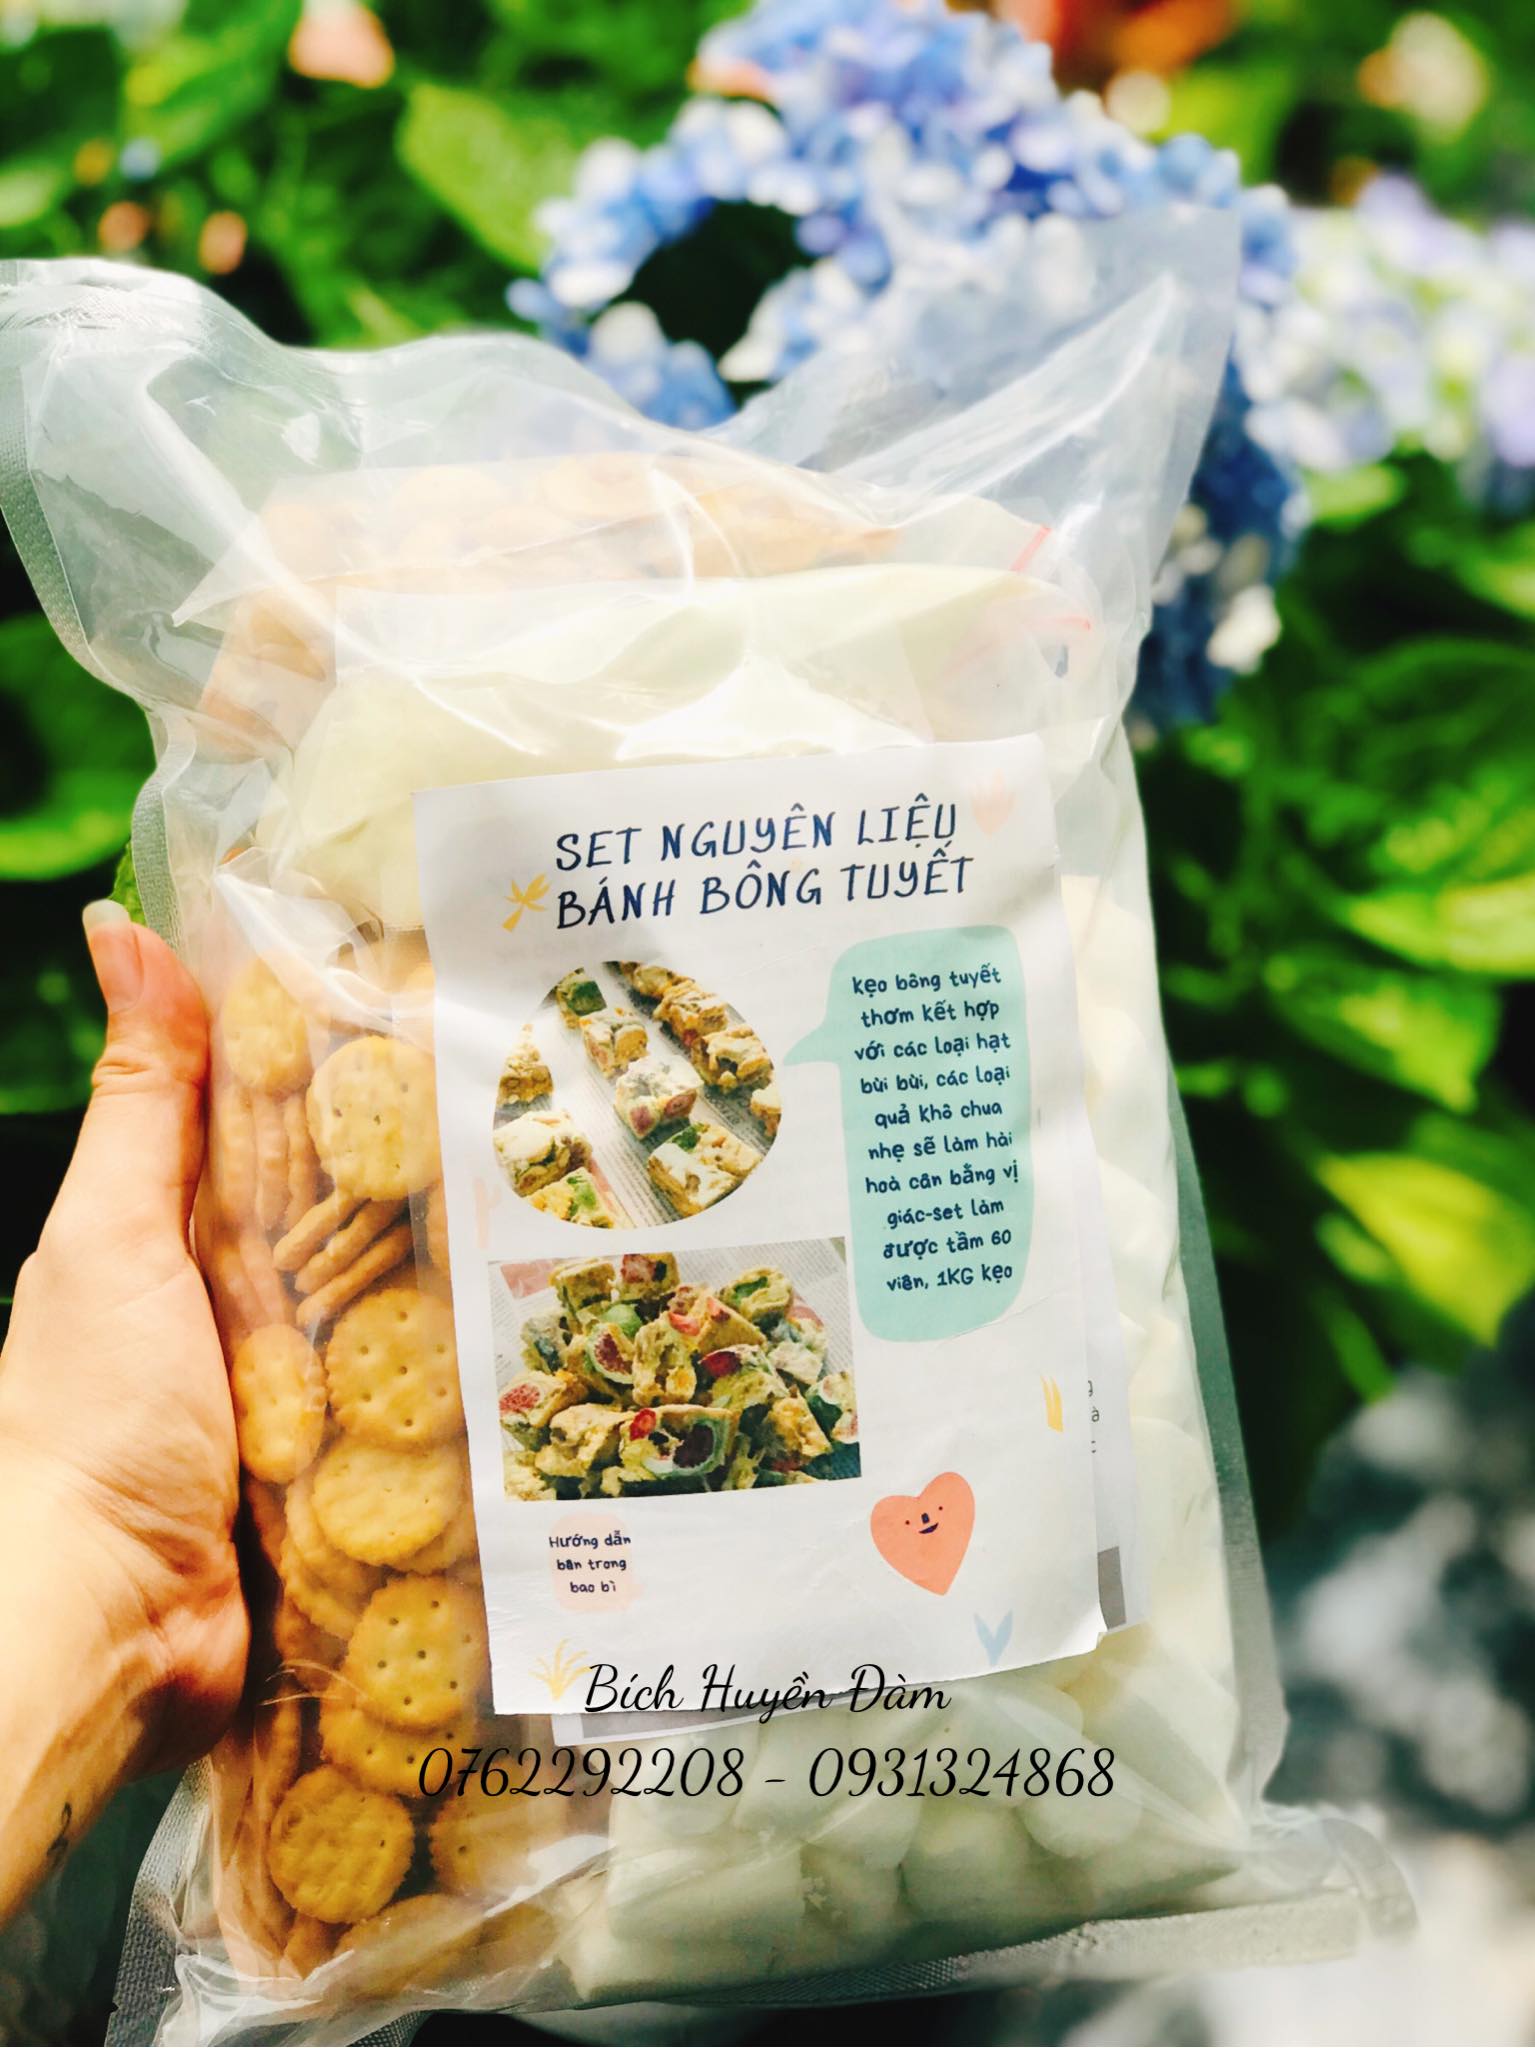 SET NGUYÊN LIỆU
BÁNH BÔNG TUYẾT
kẹo bông tuyết
thơm kết hợp
với các loại hạt
bùi bùi, các loại
quả khô chua
nhẹ sẽ làm hài
hoà cân bằng vị
giác-set làm
được tầm 60
viên, 1KG kẹo
Hướng dẫn
bên trong
bao bì
Bích Huyền Đàm
0762292208 - 0931324868